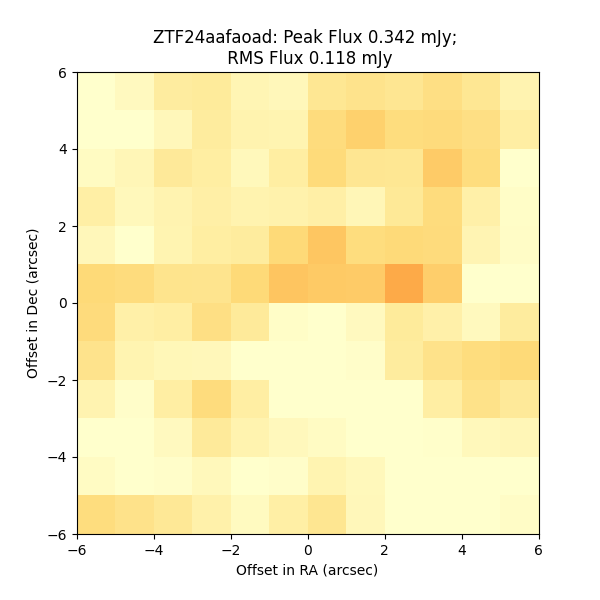 ZTF24aafaoad: Peak Flux 0.342 mJy;
RMS Flux 0.118 mJy
6
4
2
0
−2
−4
−6
Offset in Dec (arcsec)
−6 −4 −2 0 2 4 6
Offset in RA (arcsec)